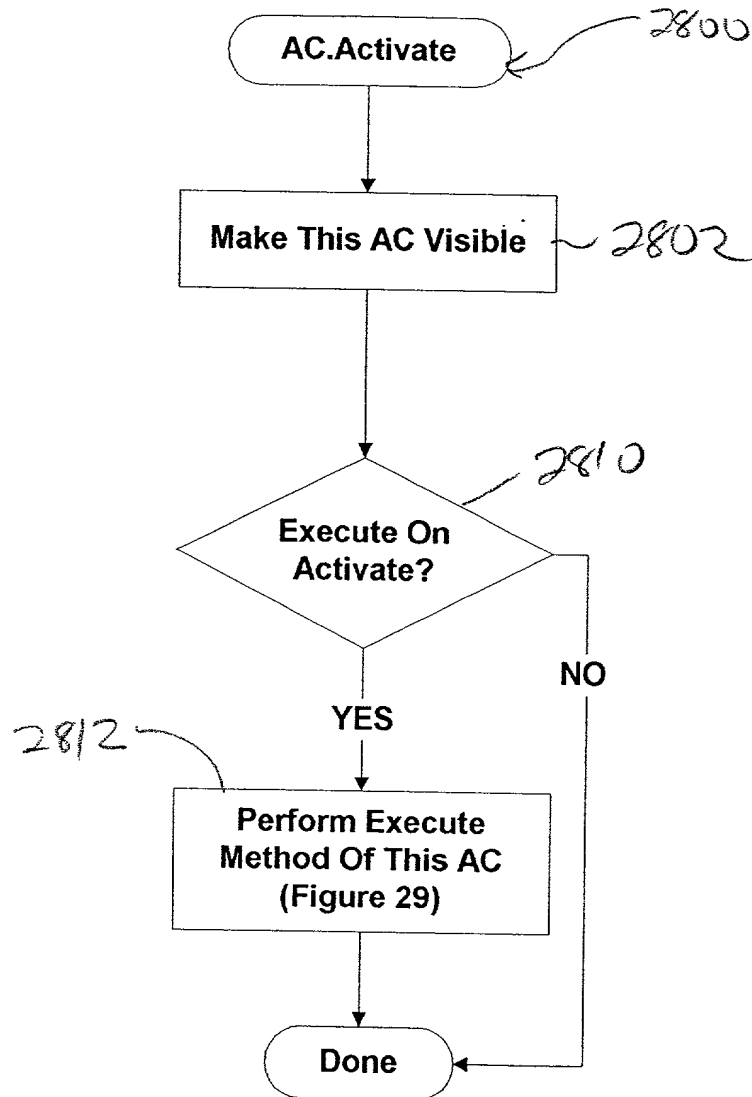 AC.Activate
2800
Make This AC Visible
2802
2810
Execute On
Activate?
NO
YES
2812
Perform Execute
Method Of This AC
(Figure 29)
Done